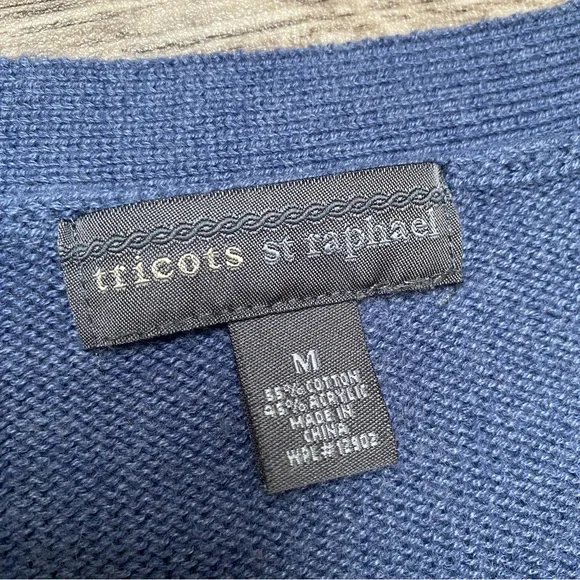 tricots st raphael
M
55% COTTON
45% ACRYLIC
MADE IN
CHINA
WPL# 12902